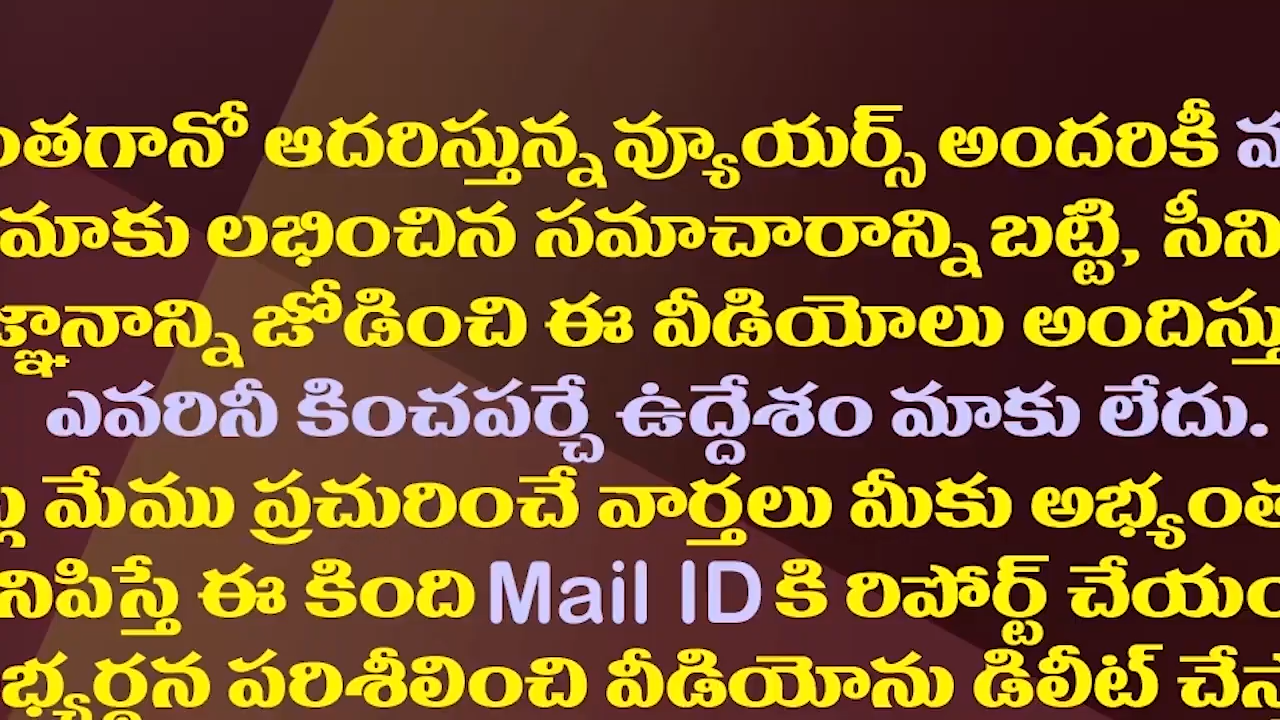 ఆదరిస్తున్న వ్యూయర్స్ అందరికీ
మాకు లభించిన సమాచారాన్ని బట్టి,
జోడించి ఈ వీడియోలు
ఎవరినీ కించపర్చే ఉద్దేశం మాకు లేదు.
మేము ప్రచురించే వార్తలు మీకు
ఈ కింది Mail ID కి రిపోర్ట్
పరిశీలించి వీడియోను డిలీట్